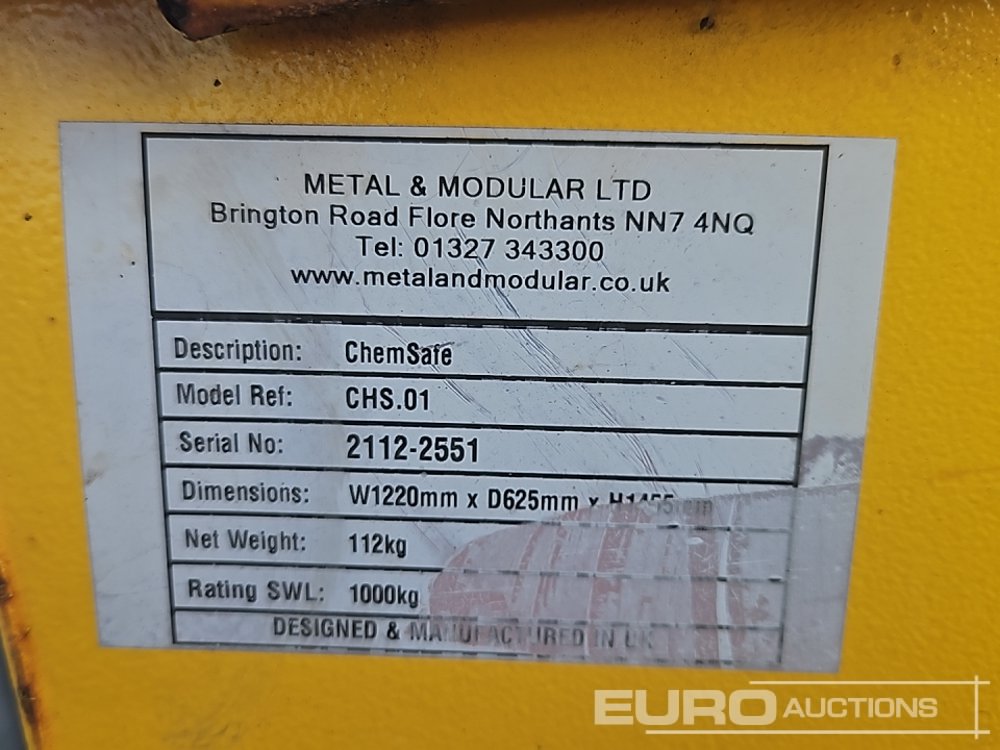 METAL & MODULAR LTD
Brington Road Flore Northants NN7 4NQ
Tel: 01327 343300
www.metalandmodular.co.uk
Description: ChemSafe
Model Ref: CHS.01
Serial No: 2112-2551
Dimensions: W1220mm x D625mm x H1455mm
Net Weight: 112kg
Rating SWL: 1000kg
DESIGNED & MANUFACTURED IN UK
EURO AUCTIONS